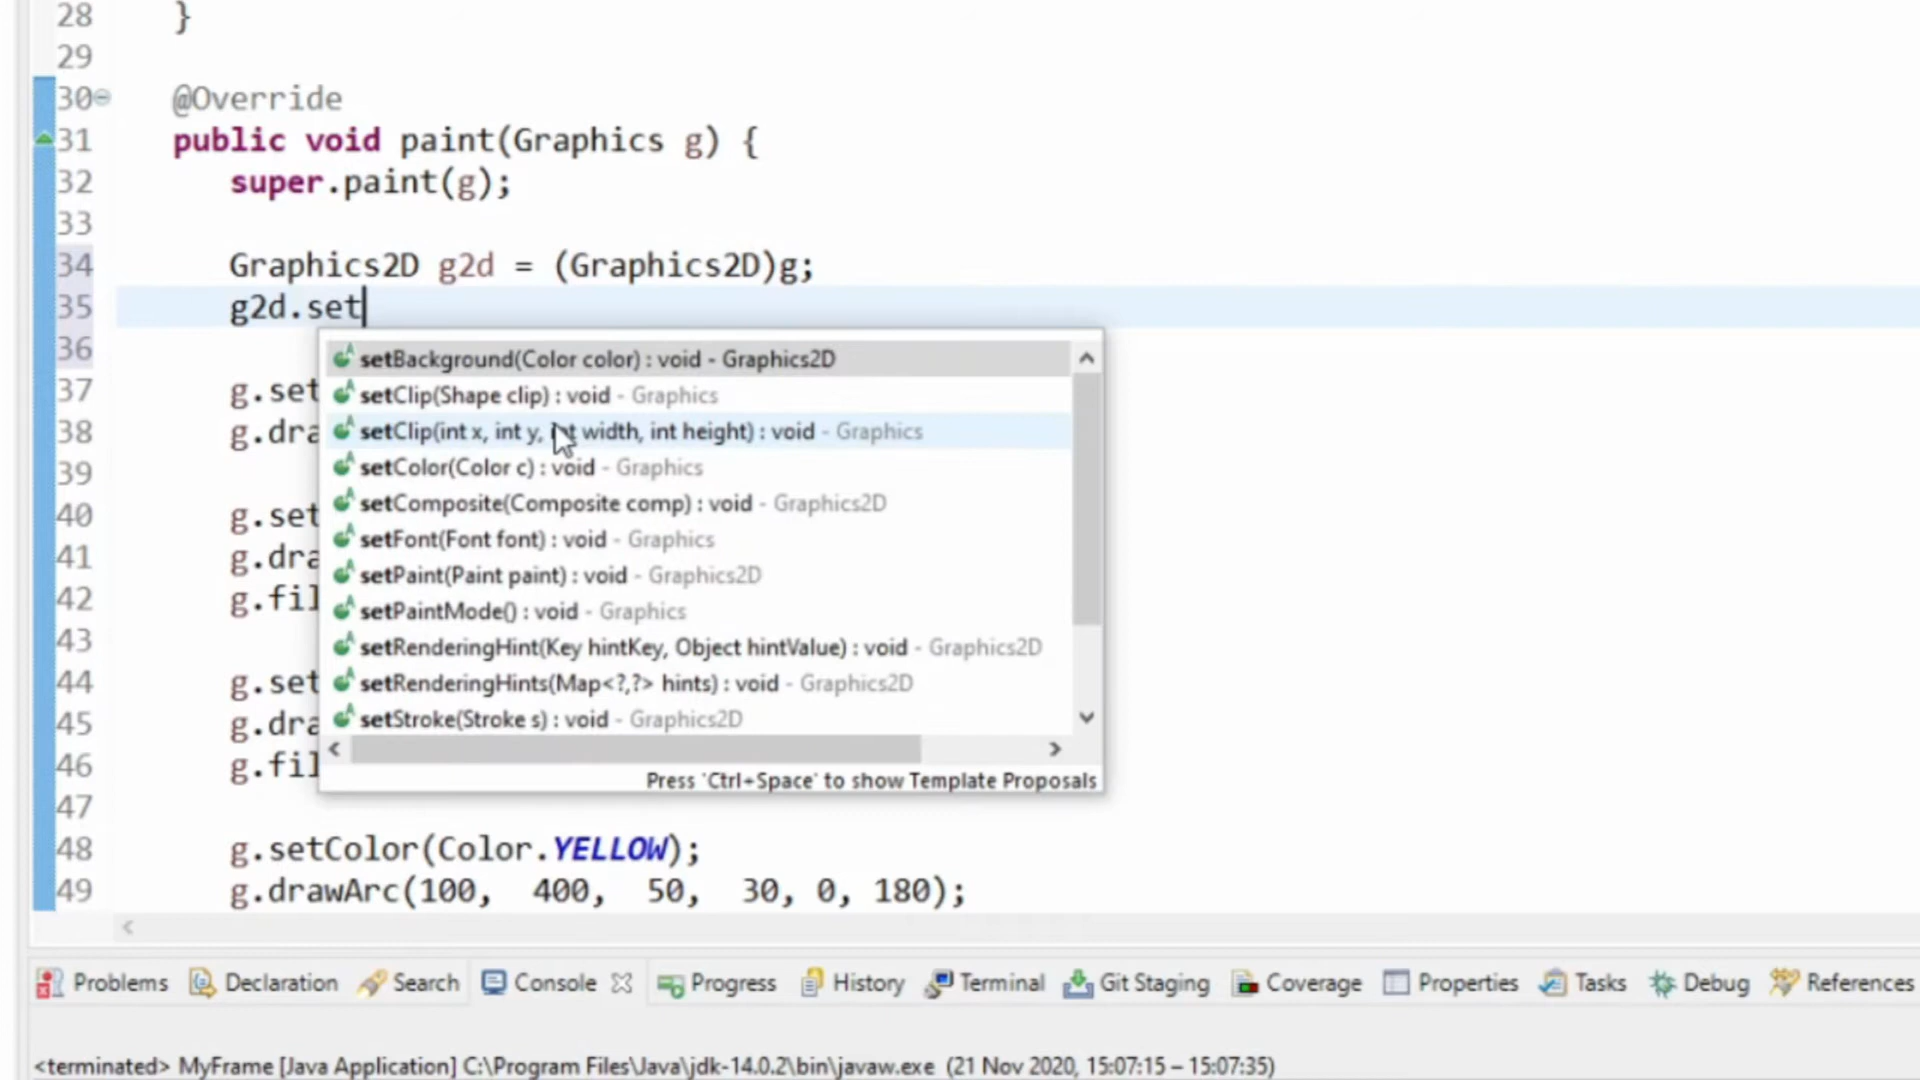 28 }
29
30 @Override
31 public void paint(Graphics g) {
32 super.paint(g);
33
34 Graphics2D g2d = (Graphics2D)g;
35 g2d.set
36
setBackground(Color color) : void - Graphics2D
37 g.set
setClip(Shape clip) : void - Graphics
38 g.dra
setClip(int x, int y, int width, int height) : void - Graphics
39
setColor(Color c) : void - Graphics
40 g.set
setComposite(Composite comp) : void - Graphics2D
41 g.dra
setFont(Font font) : void - Graphics
setPaint(Paint paint) : void - Graphics2D
42 g.fil
setPaintMode() : void - Graphics
43
setRenderingHint(Key hintKey, Object hintValue) : void - Graphics2D
44 g.set
setRenderingHints(Map<?,?> hints) : void - Graphics2D
45 g.dra
setStroke(Stroke s) : void - Graphics2D
46 g.fil
Press 'Ctrl+Space' to show Template Proposals
47
48 g.setColor(Color.YELLOW);
49 g.drawArc(100, 400, 50, 30, 0, 180);
Problems Declaration Search Console Progress History Terminal Git Staging Coverage Properties Tasks Debug References
<terminated> MyFrame [Java Application] C:\Program Files\Java\jdk-14.0.2\bin\javaw.exe (21 Nov 2020, 15:07:15 – 15:07:35)